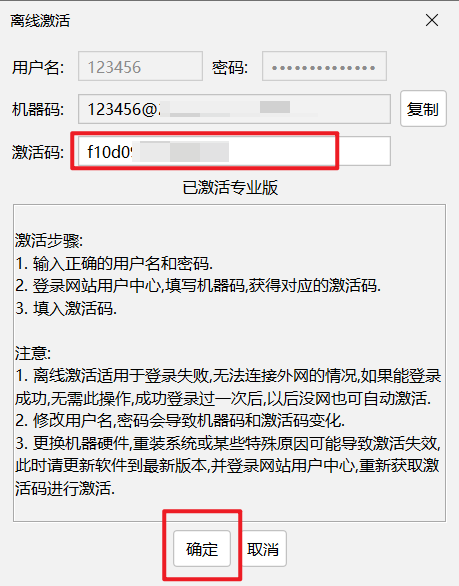 离线激活
用户名: 123456 密码: ••••••••••••••
机器码: 123456@ 复制
激活码: f10d0
已激活专业版
激活步骤:
1. 输入正确的用户名和密码.
2. 登录网站用户中心,填写机器码,获得对应的激活码.
3. 填入激活码.
注意:
1. 离线激活适用于登录失败,无法连接外网的情况,如果能登录
成功,无需此操作,成功登录过一次后,以后没网也可自动激活.
2. 修改用户名,密码会导致机器码和激活码变化.
3. 更换机器硬件,重装系统或某些特殊原因可能导致激活失效,
此时请更新软件到最新版本,并登录网站用户中心,重新获取激
活码进行激活.
确定 取消